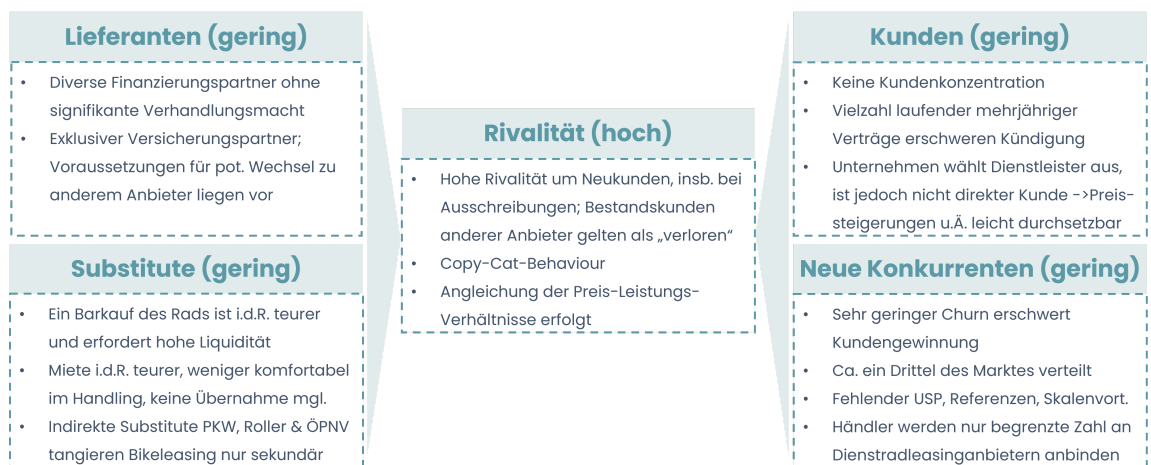 Lieferanten (gering)
• Diverse Finanzierungspartner ohne
signifikante Verhandlungsmacht
• Exklusiver Versicherungspartner;
Voraussetzungen für pot. Wechsel zu
anderem Anbieter liegen vor
Substitute (gering)
• Ein Barkauf des Rads ist i.d.R. teurer
und erfordert hohe Liquidität
• Miete i.d.R. teurer, weniger komfortabel
im Handling, keine Übernahme mgl.
• Indirekte Substitute PKW, Roller & ÖPNV
tangieren Bikeleasing nur sekundär
Rivalität (hoch)
• Hohe Rivalität um Neukunden, insb. bei
Ausschreibungen; Bestandskunden
anderer Anbieter gelten als „verloren“
• Copy-Cat-Behaviour
• Angleichung der Preis-Leistungs-
Verhältnisse erfolgt
Kunden (gering)
• Keine Kundenkonzentration
• Vielzahl laufender mehrjähriger
Verträge erschweren Kündigung
• Unternehmen wählt Dienstleister aus,
ist jedoch nicht direkter Kunde ->Preis-
steigerungen u.Ä. leicht durchsetzbar
Neue Konkurrenten (gering)
• Sehr geringer Churn erschwert
Kundengewinnung
• Ca. ein Drittel des Marktes verteilt
• Fehlender USP, Referenzen, Skalenvort.
• Händler werden nur begrenzte Zahl an
Dienstradleasinganbietern anbinden